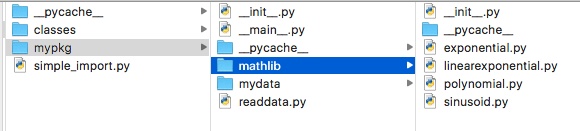 __pycache__
classes
mypkg
simple_import.py
__init__.py
__main__.py
__pycache__
mathlib
mydata
readdata.py
__init__.py
__pycache__
exponential.py
linearexponential.py
polynomial.py
sinusoid.py